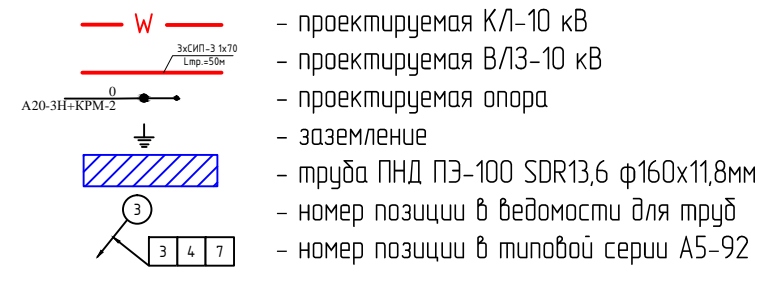 W - проектируемая КЛ-10 кВ
3хСИП-3 1х70
Lтр.=50м
- проектируемая ВЛЗ-10 кВ
0
А20-3Н+КРМ-2
- проектируемая опора
- заземление
- труба ПНД ПЭ-100 SDR13,6 ф160х11,8мм
3
- номер позиции в ведомости для труб
3 4 7
- номер позиции в типовой серии А5-92